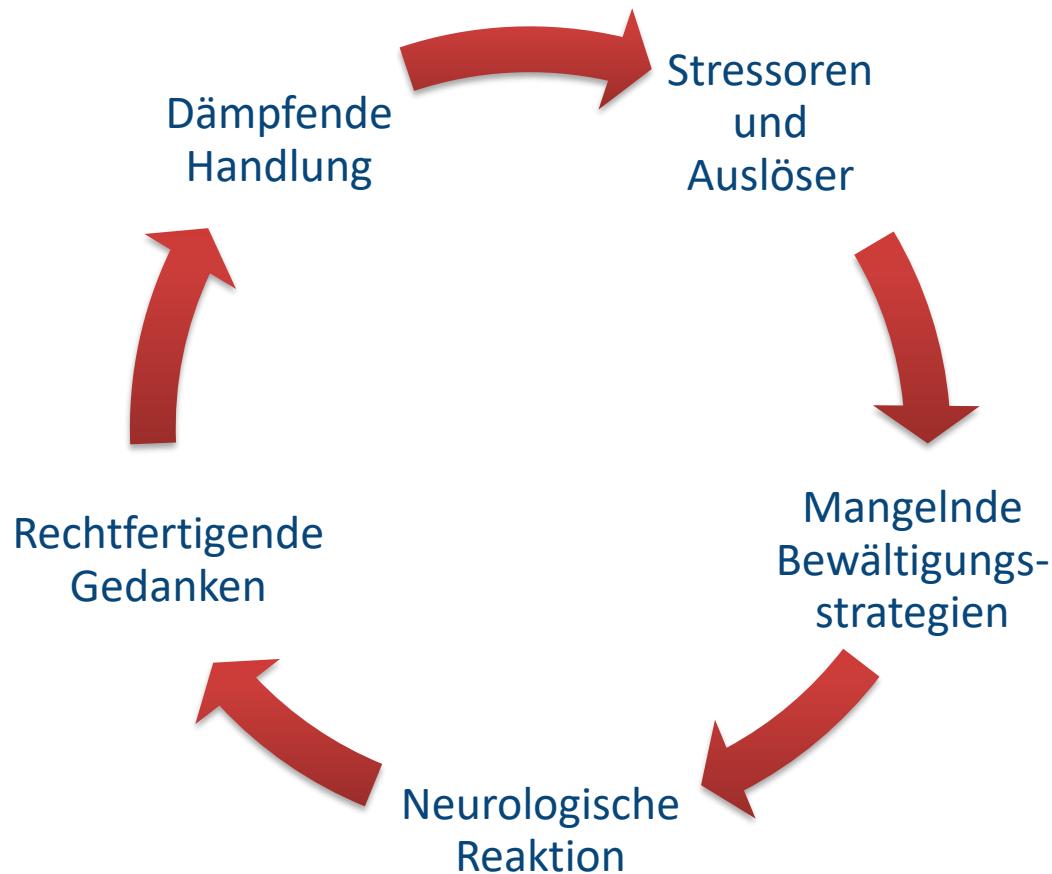 Stressoren
und
Auslöser
Mangelnde
Bewältigungs-
strategien
Neurologische
Reaktion
Rechtfertigende
Gedanken
Dämpfende
Handlung